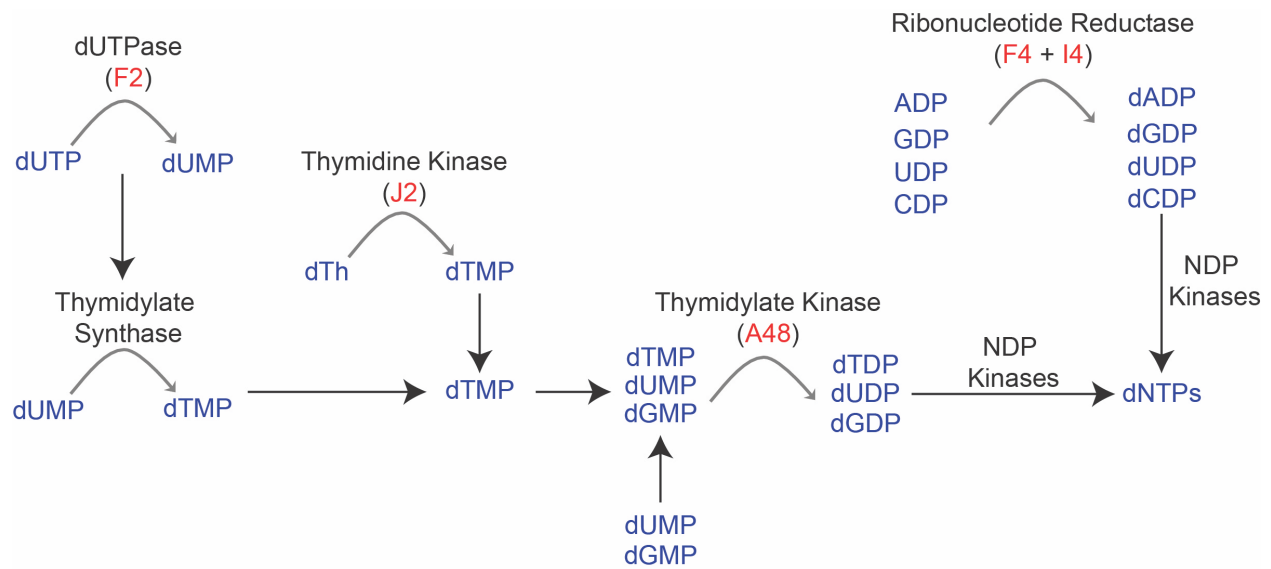 dUTPase
(F2)
dUTP
dUMP
Thymidylate
Synthase
dUMP
dTMP
Thymidine Kinase
(J2)
dTh
dTMP
dTMP
Thymidylate Kinase
(A48)
dTMP
dUMP
dGMP
dTDP
dUDP
dGDP
dUMP
dGMP
NDP
Kinases
Ribonucleotide Reductase
(F4 + I4)
ADP
GDP
UDP
CDP
dADP
dGDP
dUDP
dCDP
NDP
Kinases
dNTPs